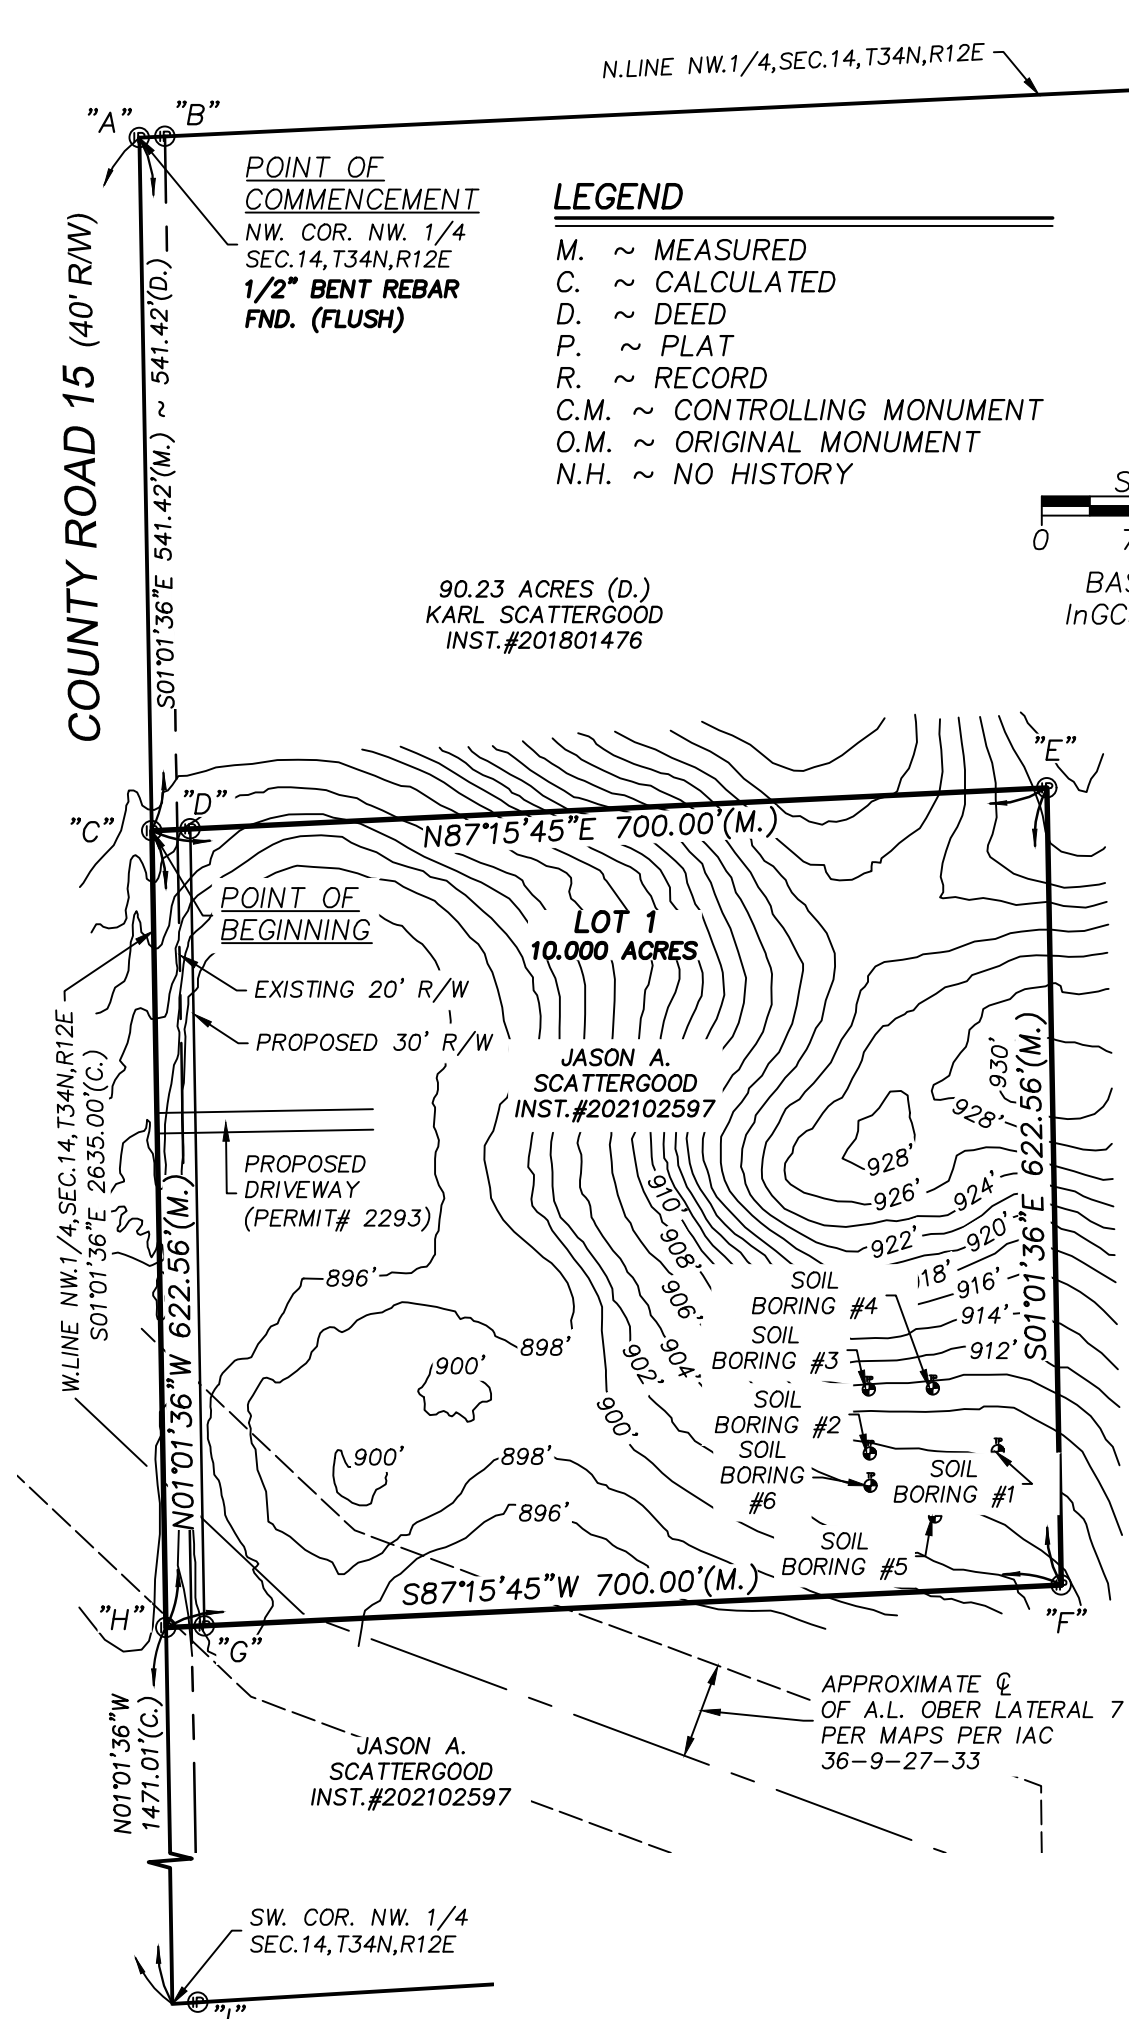 N.LINE NW.1/4,SEC.14,T34N,R12E
"A"
"B"
POINT OF
COMMENCEMENT
NW. COR. NW. 1/4
SEC.14,T34N,R12E
1/2" BENT REBAR
FND. (FLUSH)
LEGEND
M. ~ MEASURED
C. ~ CALCULATED
D. ~ DEED
P. ~ PLAT
R. ~ RECORD
C.M. ~ CONTROLLING MONUMENT
O.M. ~ ORIGINAL MONUMENT
N.H. ~ NO HISTORY
COUNTY ROAD 15 (40' R/W)
S01°01'36"E 541.42'(M.) ~ 541.42'(D.)
S
0
7
BAS
InGC
90.23 ACRES (D.)
KARL SCATTERGOOD
INST.#201801476
"E"
"C"
"D"
N87°15'45"E 700.00'(M.)
POINT OF
BEGINNING
LOT 1
10.000 ACRES
EXISTING 20' R/W
PROPOSED 30' R/W
JASON A.
SCATTERGOOD
INST.#202102597
W.LINE NW.1/4,SEC.14,T34N,R12E
S01°01'36"E 2635.00'(C.)
PROPOSED
DRIVEWAY
(PERMIT# 2293)
N01°01'36"W 622.56'(M.)
S01°01'36"E 622.56'(M.)
930'
928'
928'
926'
924'
922'
920'
18'
916'
914'
912'
910'
908'
906'
904'
902'
900'
896'
898'
900'
900'
898'
896'
SOIL
BORING #4
SOIL
BORING #3
SOIL
BORING #2
SOIL
BORING
#6
SOIL
BORING #1
SOIL
BORING #5
S87°15'45"W 700.00'(M.)
"H"
"G"
"F"
APPROXIMATE ℄
OF A.L. OBER LATERAL 7
PER MAPS PER IAC
36-9-27-33
N01°01'36"W
1471.01'(C.)
JASON A.
SCATTERGOOD
INST.#202102597
SW. COR. NW. 1/4
SEC.14,T34N,R12E